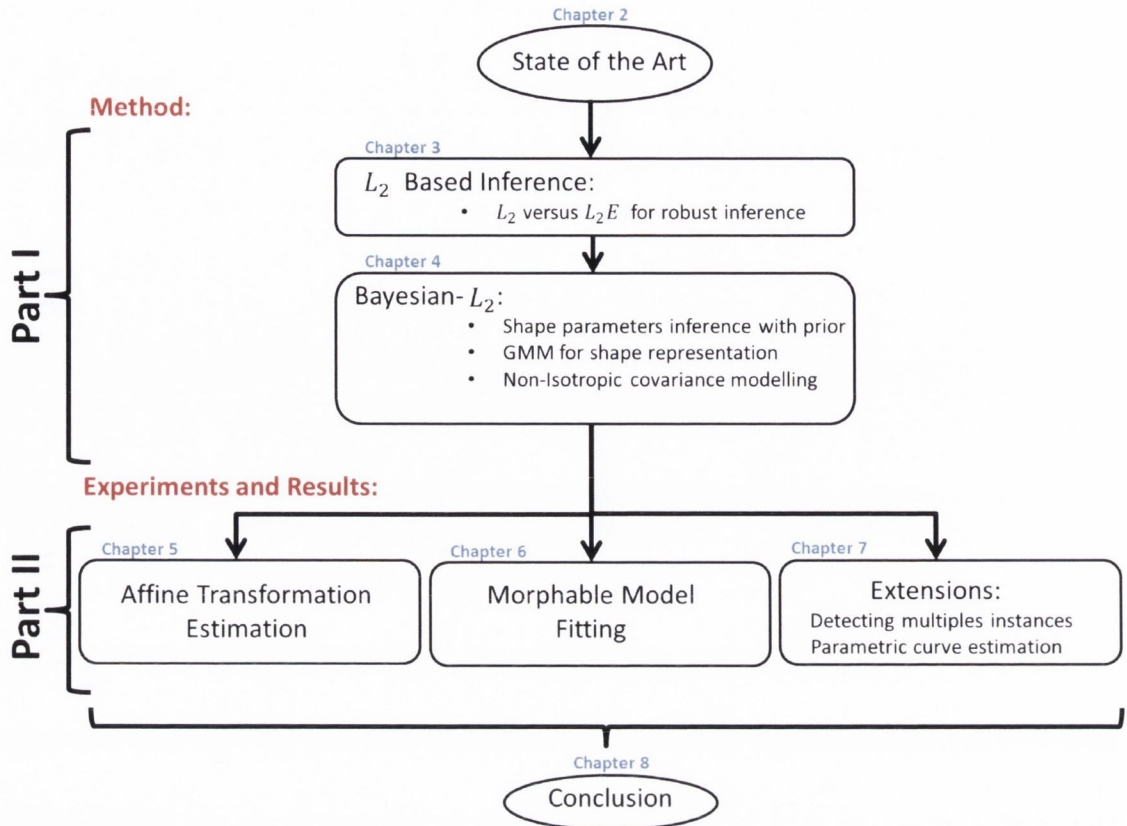 Chapter 2
State of the Art
Method:
Part I
Chapter 3
L₂ Based Inference:
• L₂ versus L₂E for robust inference
Chapter 4
Bayesian- L₂:
• Shape parameters inference with prior
• GMM for shape representation
• Non-Isotropic covariance modelling
Experiments and Results:
Part II
Chapter 5
Affine Transformation
Estimation
Chapter 6
Morphable Model
Fitting
Chapter 7
Extensions:
Detecting multiples instances
Parametric curve estimation
Chapter 8
Conclusion